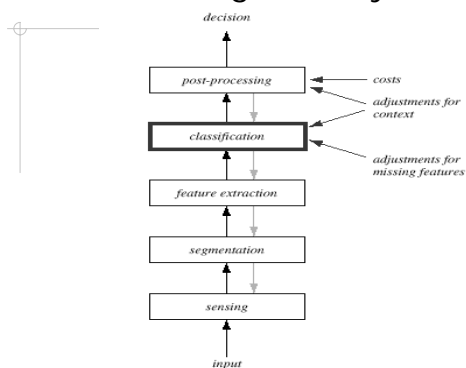 decision
post-processing
costs
adjustments for
context
classification
adjustments for
missing features
feature extraction
segmentation
sensing
input